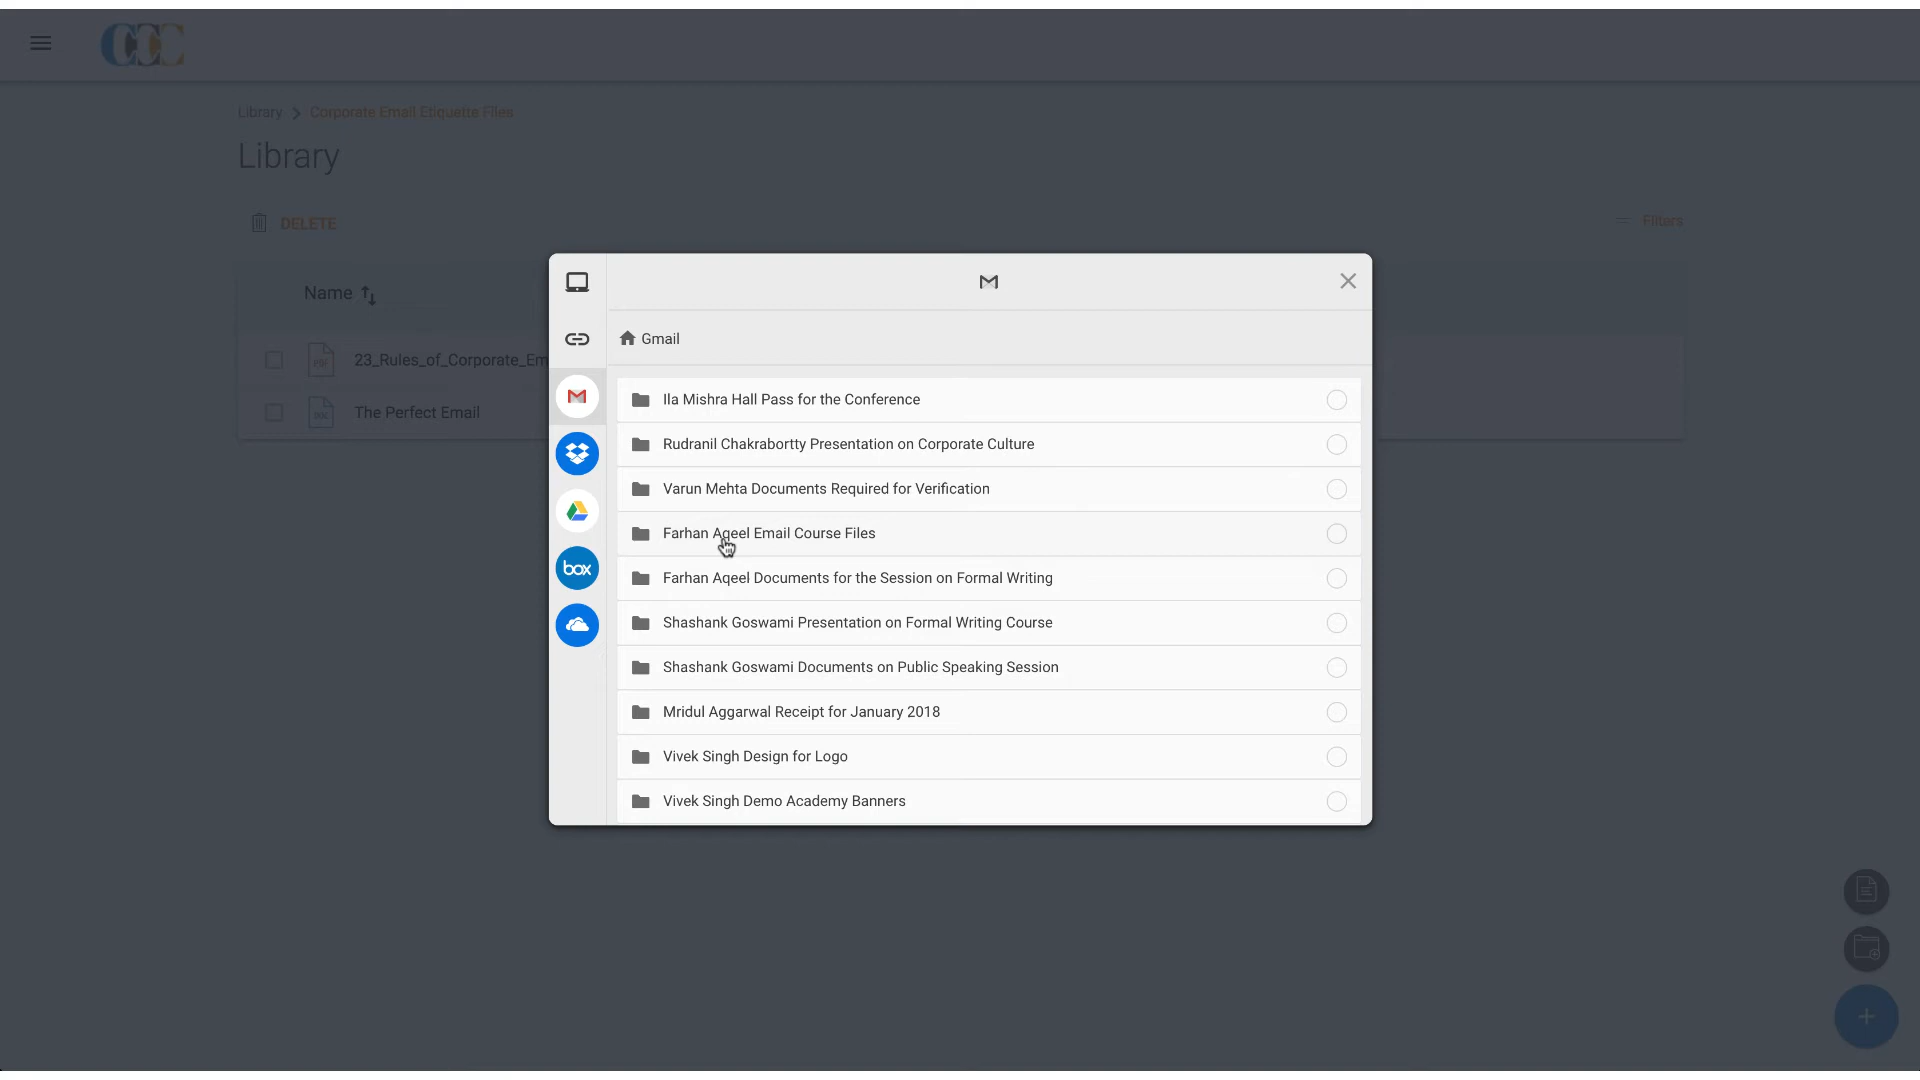 CCC
Library > Corporate Email Etiquette Files
Library
DELETE
Filters
Name
PDF
23_Rules_of_Corporate_Em
DOC
The Perfect Email
Gmail
Ila Mishra Hall Pass for the Conference
Rudranil Chakrabortty Presentation on Corporate Culture
Varun Mehta Documents Required for Verification
Farhan Aqeel Email Course Files
Farhan Aqeel Documents for the Session on Formal Writing
Shashank Goswami Presentation on Formal Writing Course
Shashank Goswami Documents on Public Speaking Session
Mridul Aggarwal Receipt for January 2018
Vivek Singh Design for Logo
Vivek Singh Demo Academy Banners
box